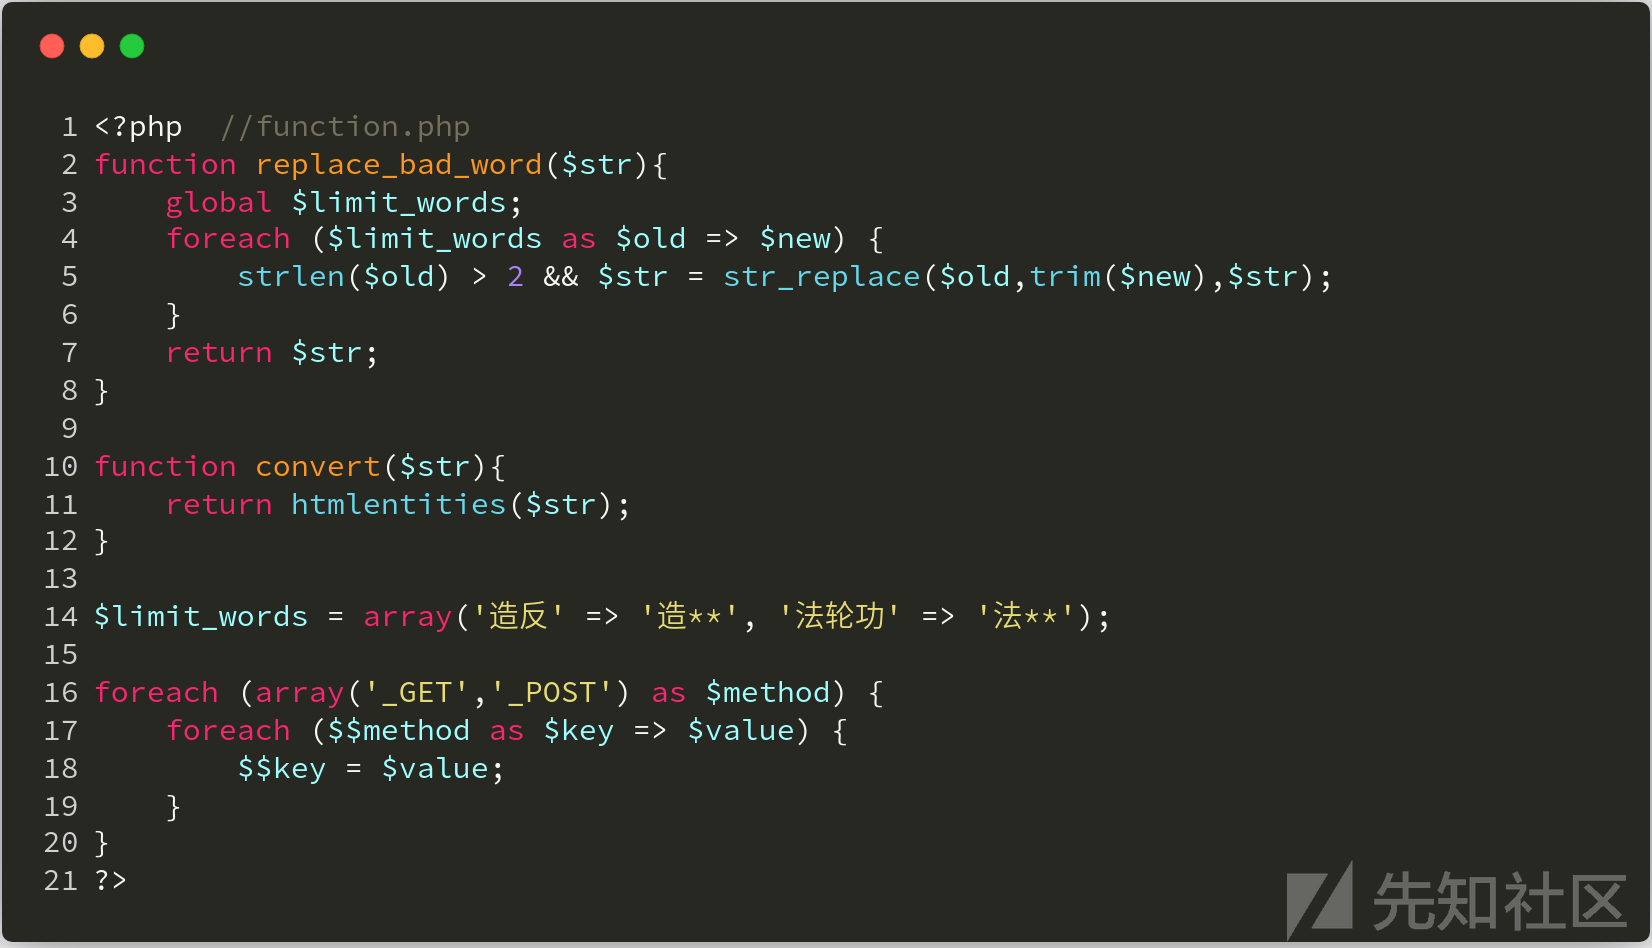 1 <?php  //function.php
2 function replace_bad_word($str){
3     global $limit_words;
4     foreach ($limit_words as $old => $new) {
5         strlen($old) > 2 && $str = str_replace($old,trim($new),$str);
6     }
7     return $str;
8 }
9
10 function convert($str){
11     return htmlentities($str);
12 }
13
14 $limit_words = array('造反' => '造**', '法轮功' => '法**');
15
16 foreach (array('_GET','_POST') as $method) {
17     foreach ($$method as $key => $value) {
18         $$key = $value;
19     }
20 }
21 ?>
先知社区